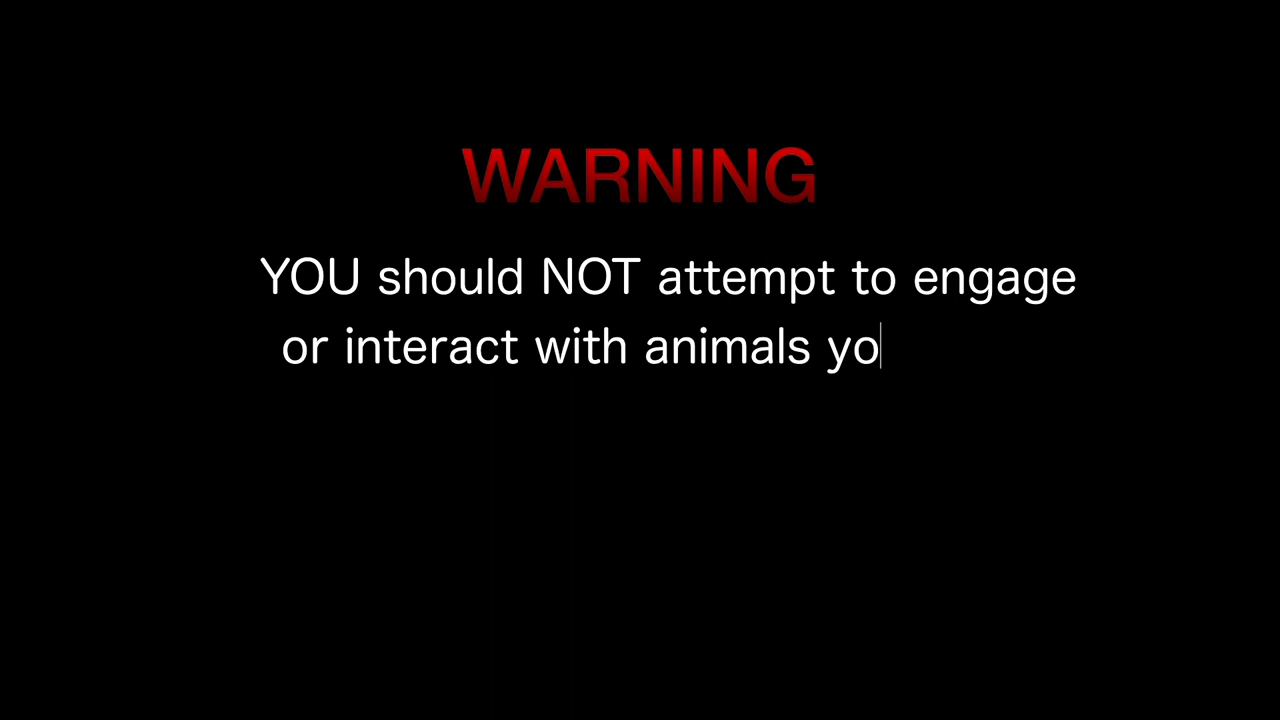 WARNING
YOU should NOT attempt to engage
or interact with animals yo